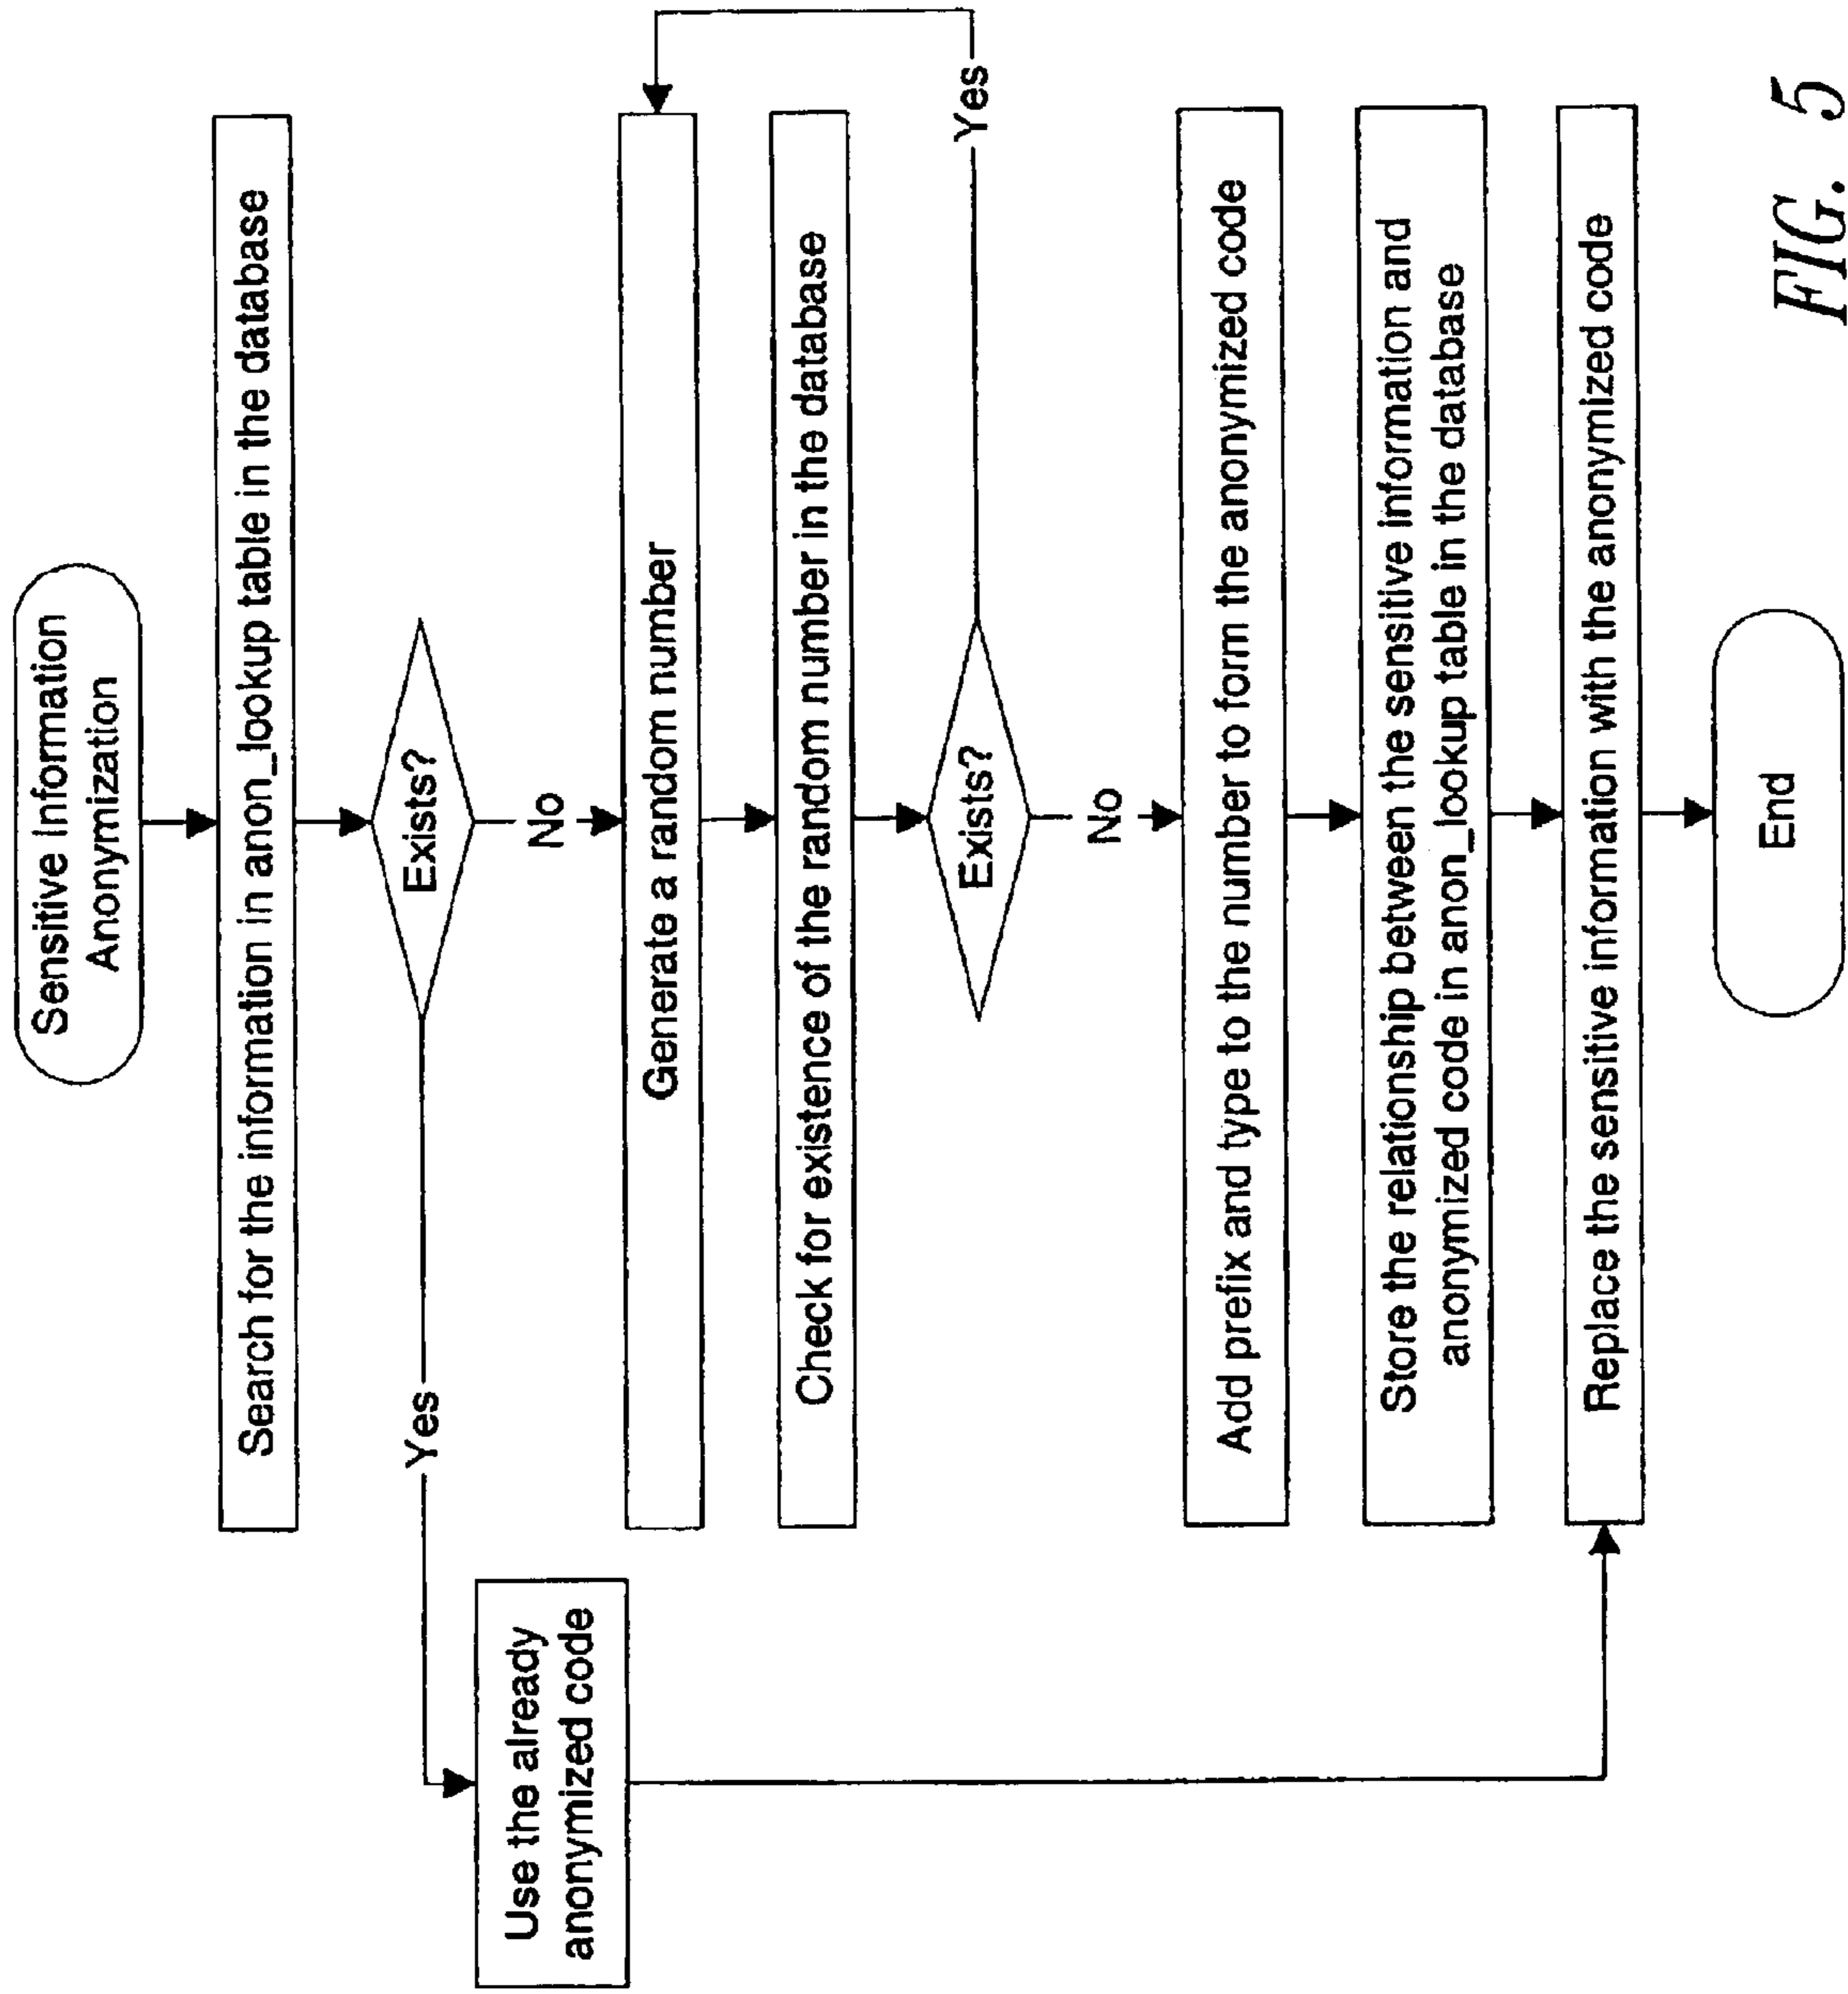 Sensitive Information
Anonymization
Search for the information in anon_lookup table in the database
Exists?
Yes
No
Use the already
anonymized code
Generate a random number
Check for existence of the random number in the database
Exists?
Yes
No
Add prefix and type to the number to form the anonymized code
Store the relationship between the sensitive information and
anonymized code in anon_lookup table in the database
Replace the sensitive information with the anonymized code
End
FIG. 5